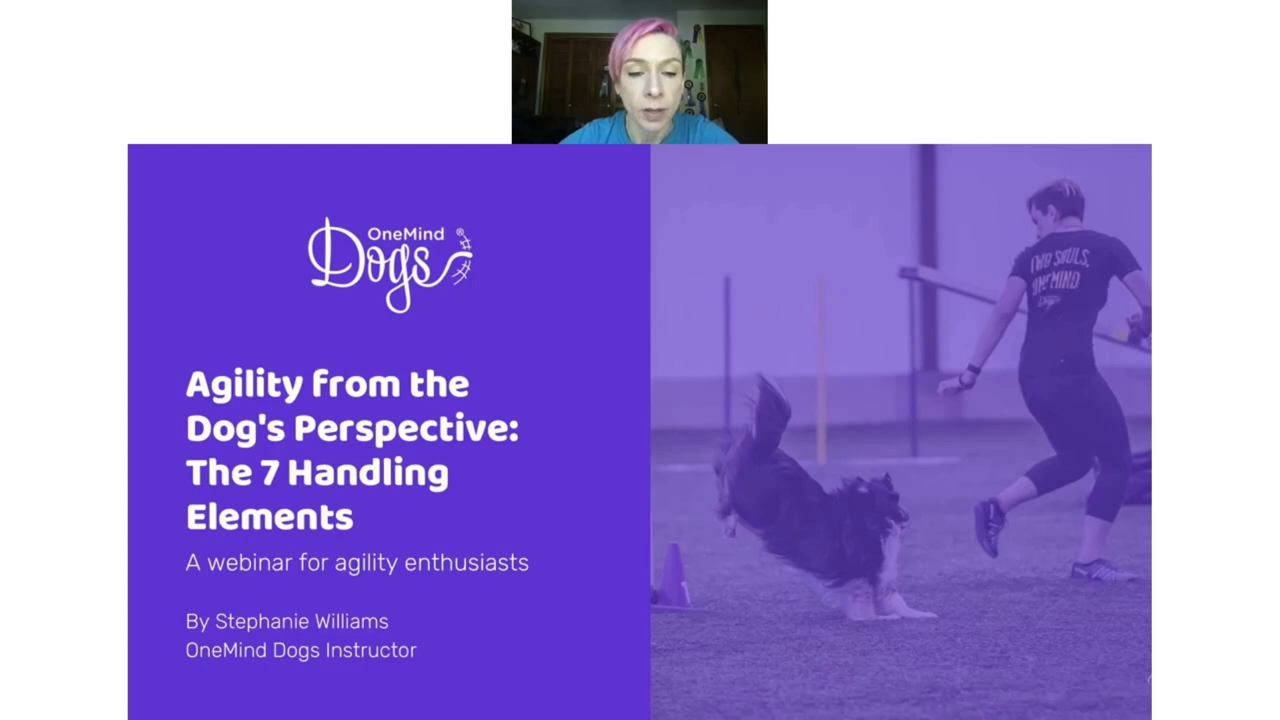 OneMind
Dogs
®
Agility from the
Dog's Perspective:
The 7 Handling
Elements
A webinar for agility enthusiasts
By Stephanie Williams
OneMind Dogs Instructor
TWO SOULS,
ONE MIND
Dogs